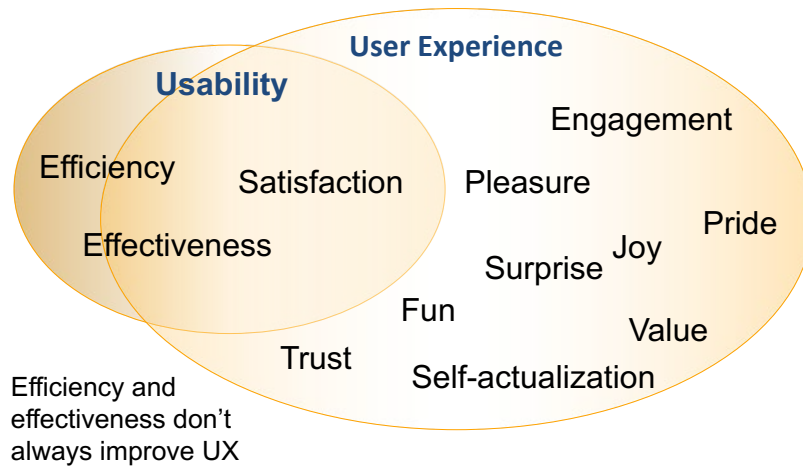 User Experience
Usability
Engagement
Efficiency
Satisfaction
Pleasure
Pride
Effectiveness
Joy
Surprise
Fun
Value
Trust
Self-actualization
Efficiency and
effectiveness don’t
always improve UX